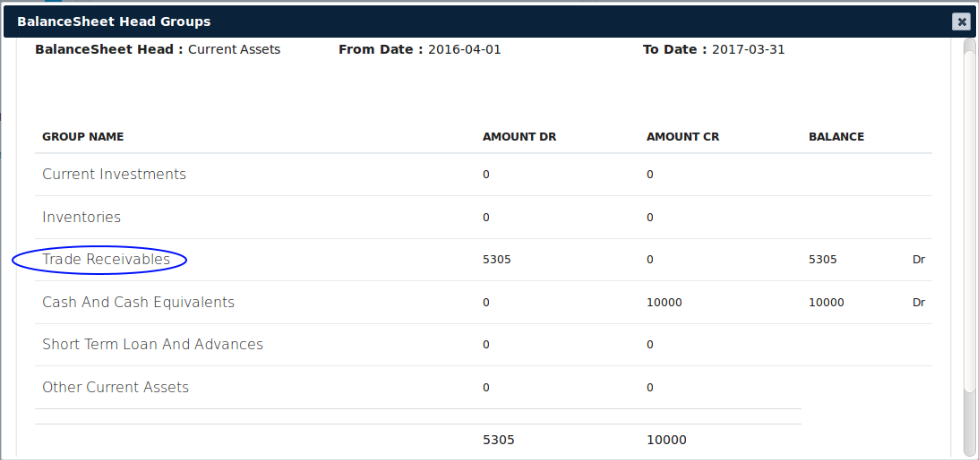 BalanceSheet Head Groups
BalanceSheet Head : Current Assets From Date : 2016-04-01 To Date : 2017-03-31
GROUP NAME AMOUNT DR AMOUNT CR BALANCE
Current Investments 0 0
Inventories 0 0
Trade Receivables 5305 0 5305 Dr
Cash And Cash Equivalents 0 10000 10000 Dr
Short Term Loan And Advances 0 0
Other Current Assets 0 0
5305 10000